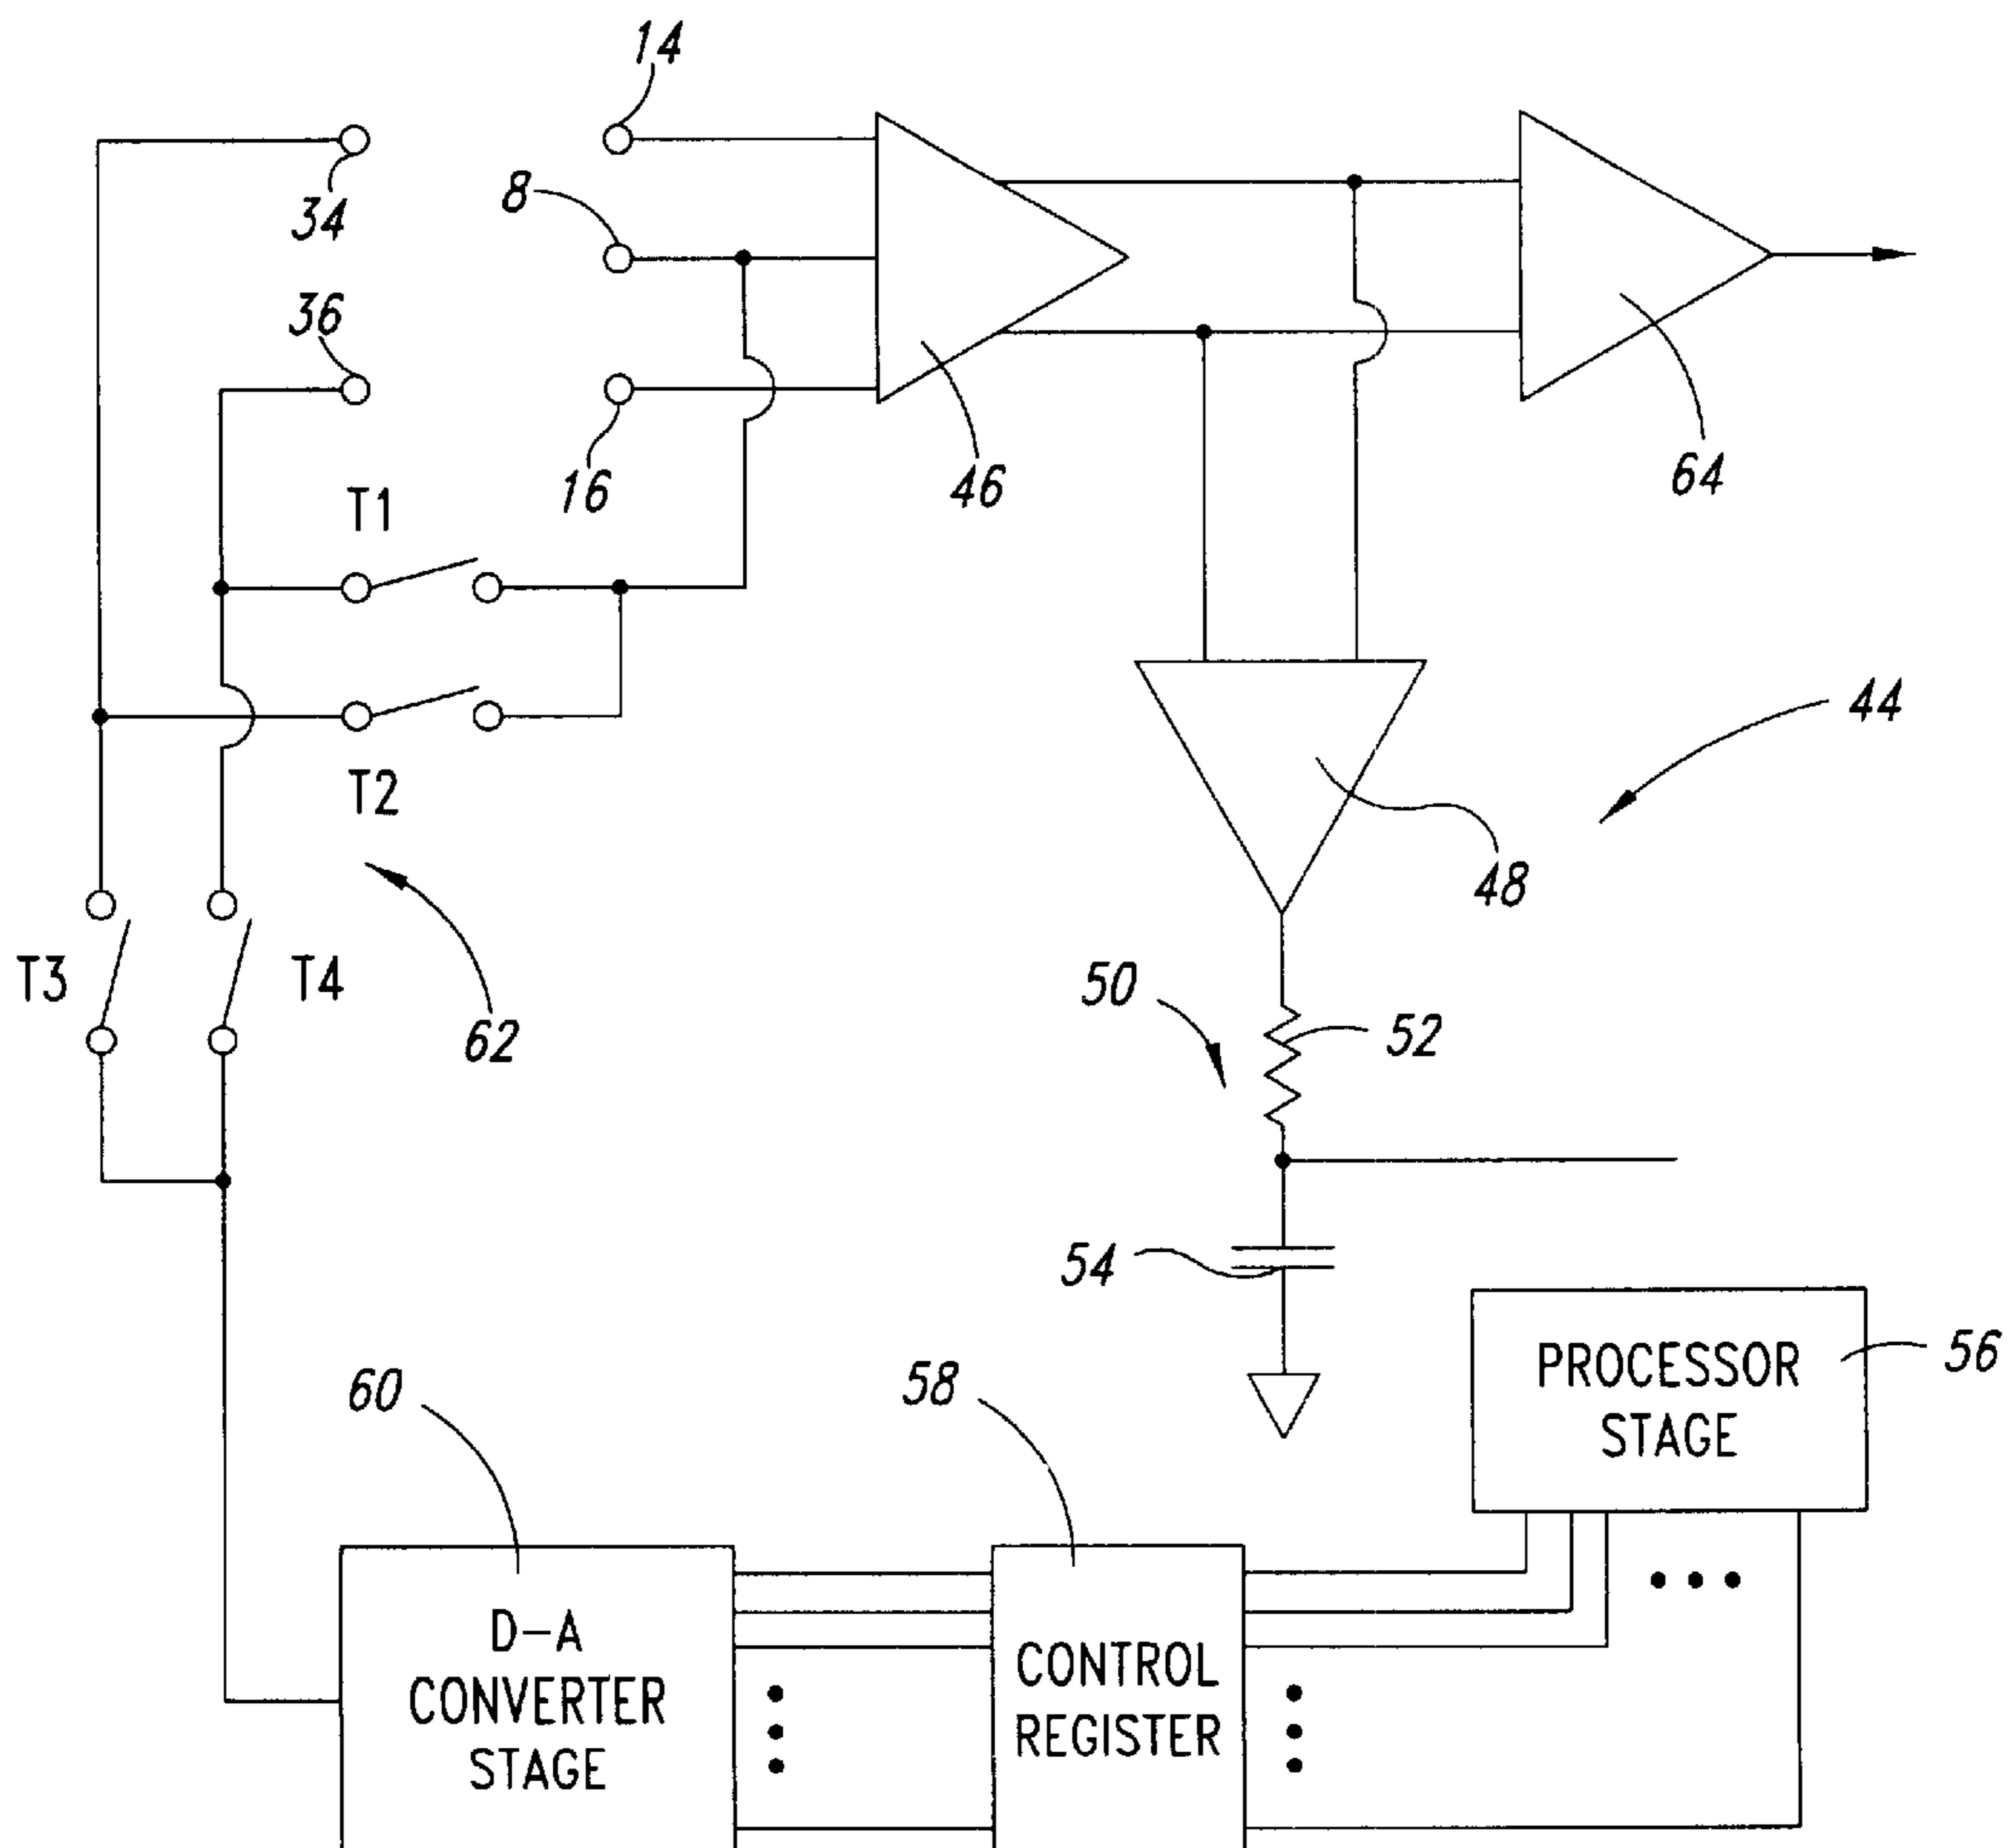 14
34
8
36
16
46
64
T1
T2
44
48
T3
T4
62
50
52
54
PROCESSOR
STAGE
56
60
58
D-A
CONVERTER
STAGE
CONTROL
REGISTER